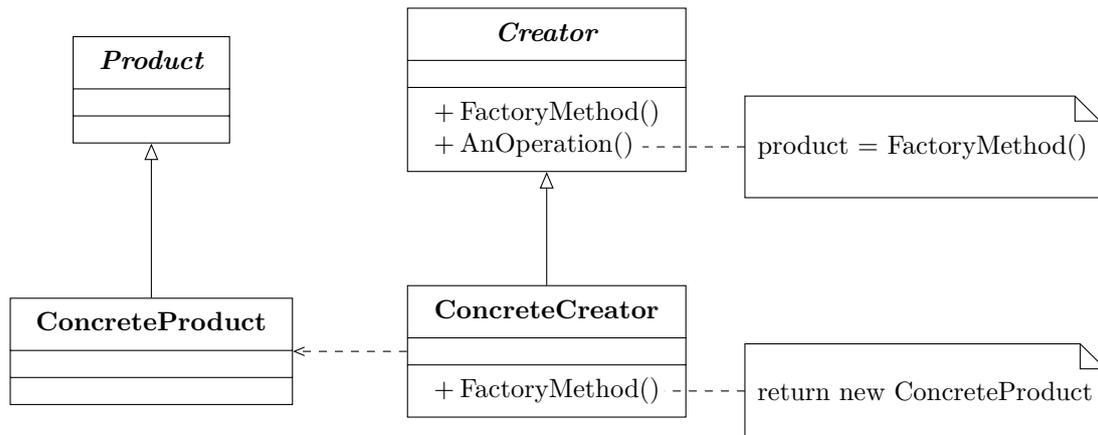 Product
Creator
+ FactoryMethod()
+ AnOperation()
product = FactoryMethod()
ConcreteProduct
ConcreteCreator
+ FactoryMethod()
return new ConcreteProduct